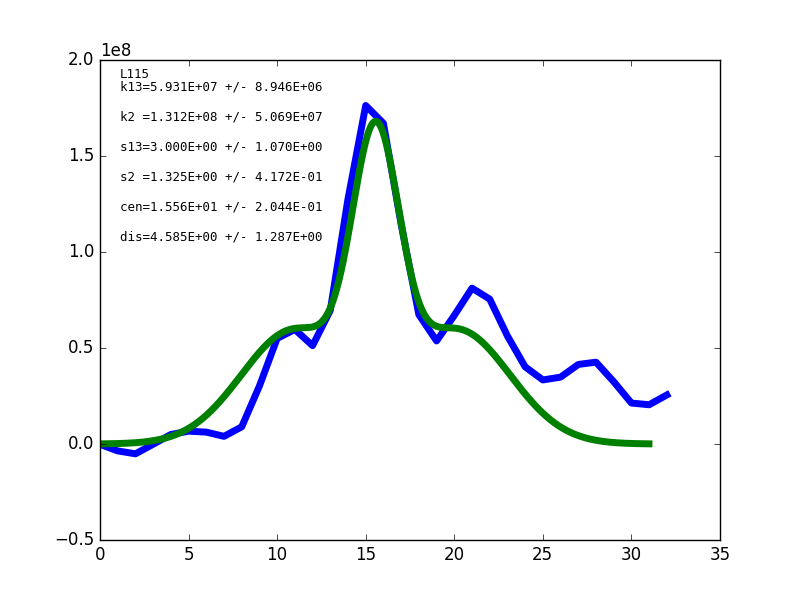 1e8
2.0
L115
k13=5.931E+07 +/- 8.946E+06
k2 =1.312E+08 +/- 5.069E+07
1.5
s13=3.000E+00 +/- 1.070E+00
s2 =1.325E+00 +/- 4.172E-01
cen=1.556E+01 +/- 2.044E-01
dis=4.585E+00 +/- 1.287E+00
1.0
0.5
0.0
−0.5
0 5 10 15 20 25 30 35